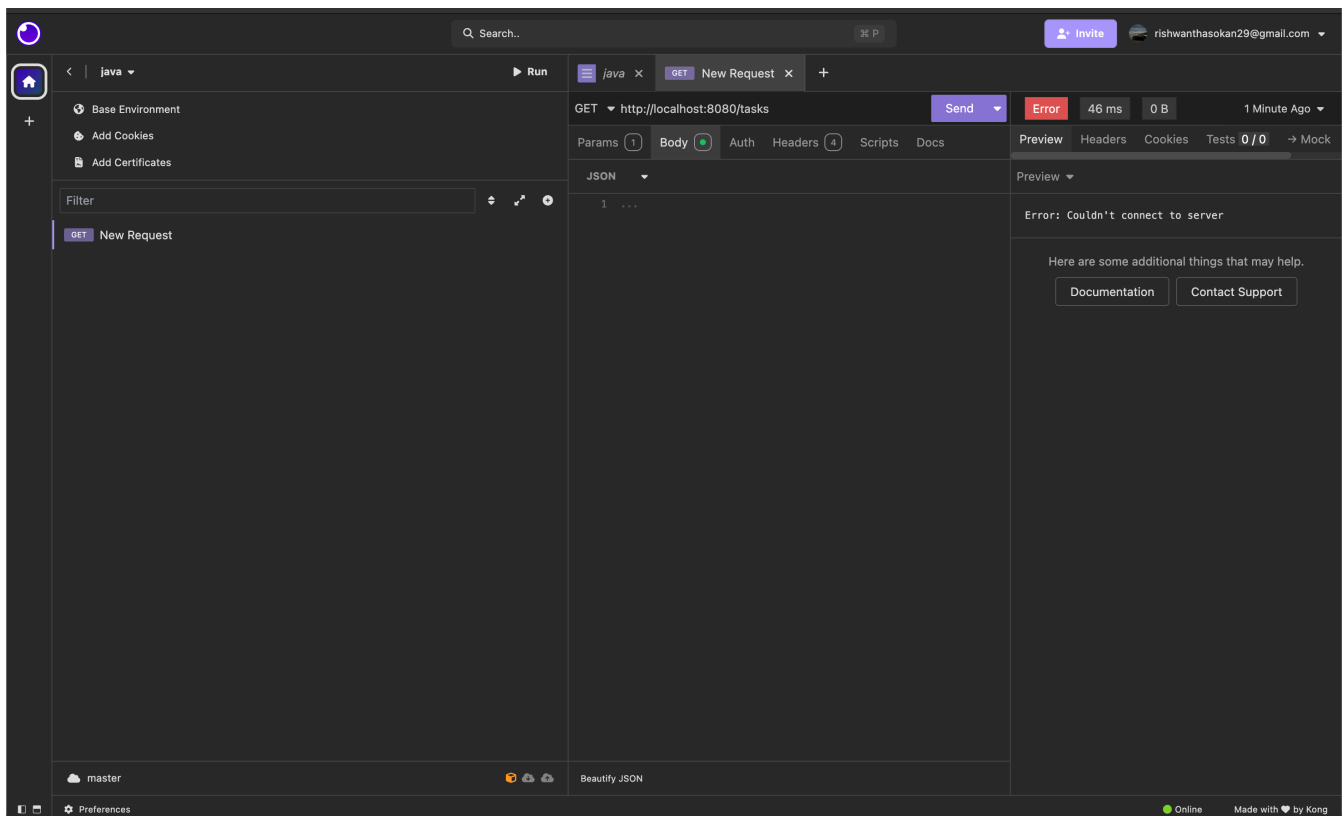 Search..
⌘ P
Invite
rishwanthasokan29@gmail.com
java
Run
Base Environment
Add Cookies
Add Certificates
Filter
GET New Request
master
Preferences
java
GET New Request
GET http://localhost:8080/tasks
Send
Params 1 Body Auth Headers 4 Scripts Docs
JSON
1 ...
Beautify JSON
Error 46 ms 0 B 1 Minute Ago
Preview Headers Cookies Tests 0 / 0 → Mock
Preview
Error: Couldn't connect to server
Here are some additional things that may help.
Documentation Contact Support
Online Made with ♥ by Kong